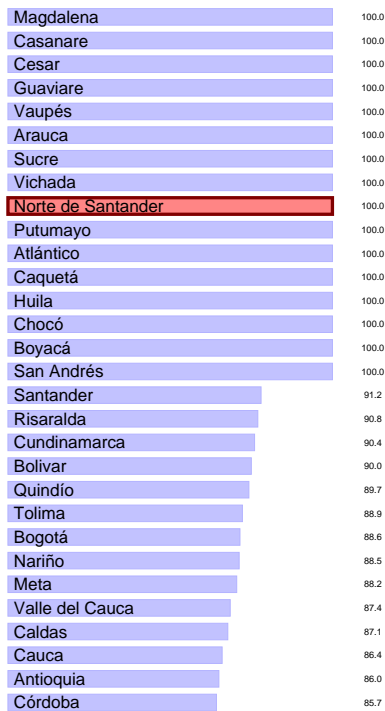 Magdalena 100.0
Casanare 100.0
Cesar 100.0
Guaviare 100.0
Vaupés 100.0
Arauca 100.0
Sucre 100.0
Vichada 100.0
Norte de Santander 100.0
Putumayo 100.0
Atlántico 100.0
Caquetá 100.0
Huila 100.0
Chocó 100.0
Boyacá 100.0
San Andrés 100.0
Santander 91.2
Risaralda 90.8
Cundinamarca 90.4
Bolivar 90.0
Quindío 89.7
Tolima 88.9
Bogotá 88.6
Nariño 88.5
Meta 88.2
Valle del Cauca 87.4
Caldas 87.1
Cauca 86.4
Antioquia 86.0
Córdoba 85.7